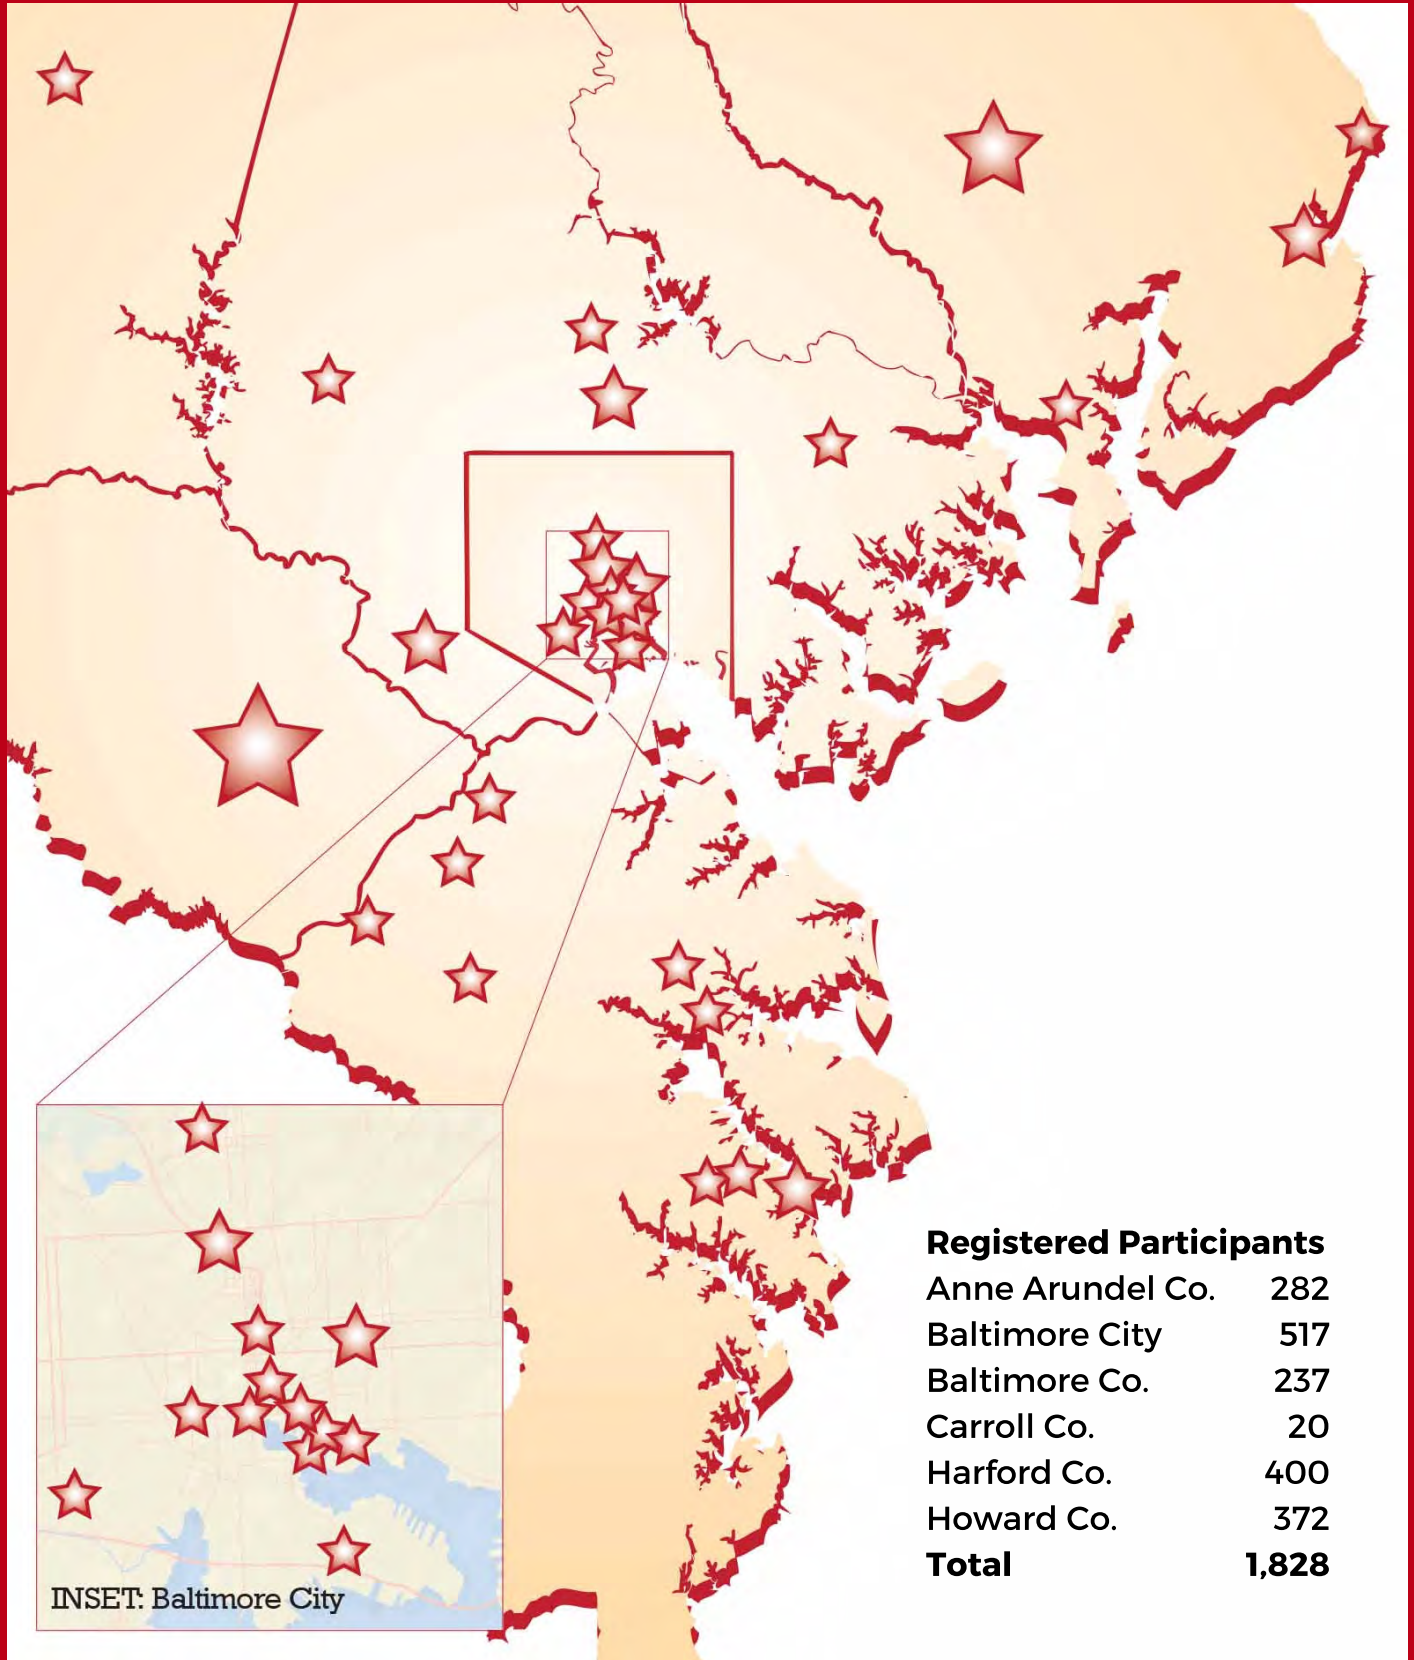 Registered Participants
Anne Arundel Co. 282
Baltimore City 517
Baltimore Co. 237
Carroll Co. 20
Harford Co. 400
Howard Co. 372
Total 1,828
INSET: Baltimore City